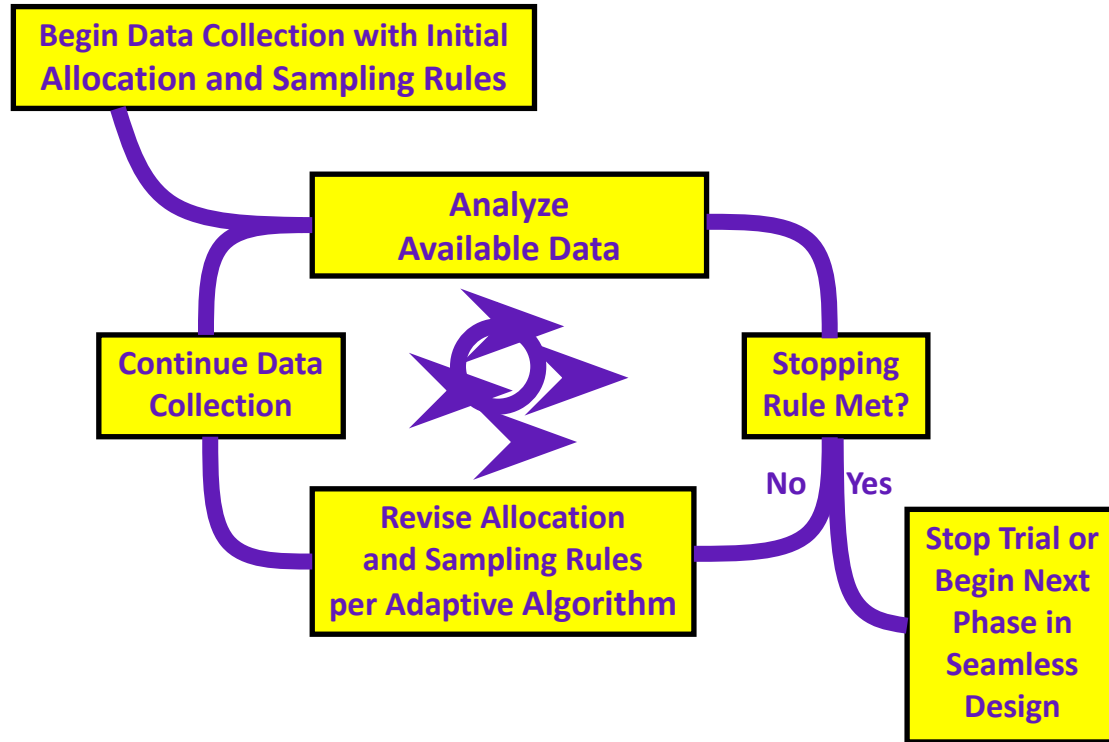 Begin Data Collection with Initial
Allocation and Sampling Rules
Analyze
Available Data
Continue Data
Collection
Stopping
Rule Met?
No
Yes
Revise Allocation
and Sampling Rules
per Adaptive Algorithm
Stop Trial or
Begin Next
Phase in
Seamless
Design